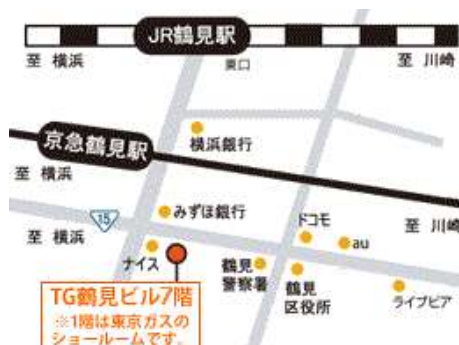 JR鶴見駅
至 横浜
東口
至 川崎
京急鶴見駅
横浜銀行
至 横浜
みずほ銀行
15
ドコモ
至 川崎
至 横浜
au
ナイス
鶴見
警察署
鶴見
区役所
ライブピア
TG鶴見ビル7階
※1階は東京ガスの
ショールームです。